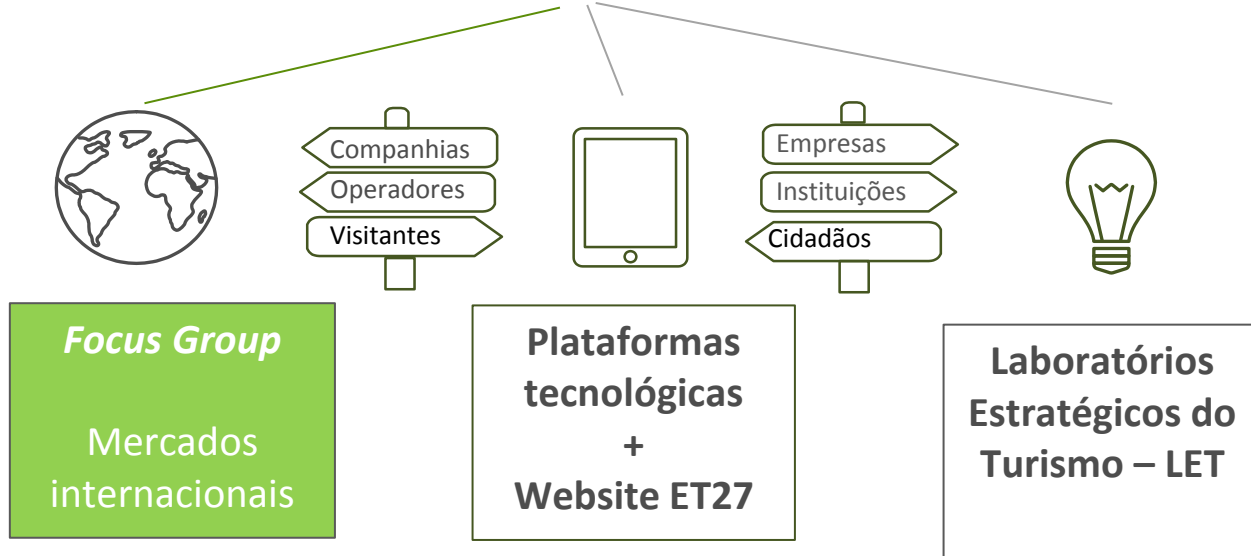 Companhias
Operadores
Visitantes
Empresas
Instituições
Cidadãos
Focus Group
Mercados
internacionais
Plataformas
tecnológicas
+
Website ET27
Laboratórios
Estratégicos do
Turismo – LET